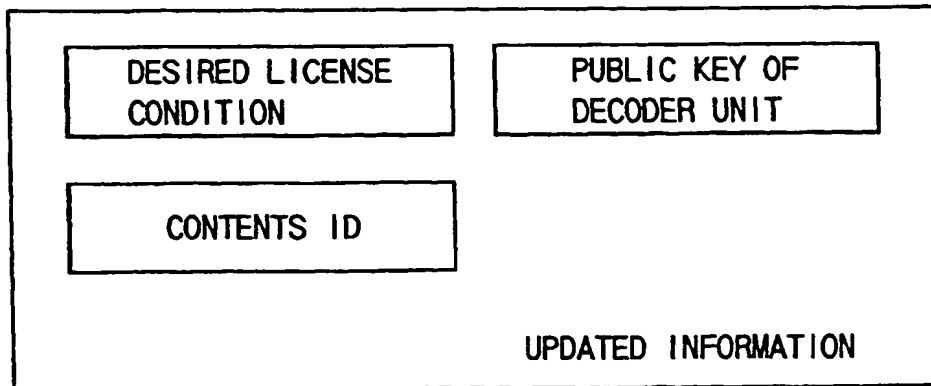 DESIRED LICENSE
CONDITION
PUBLIC KEY OF
DECODER UNIT
CONTENTS ID
UPDATED INFORMATION